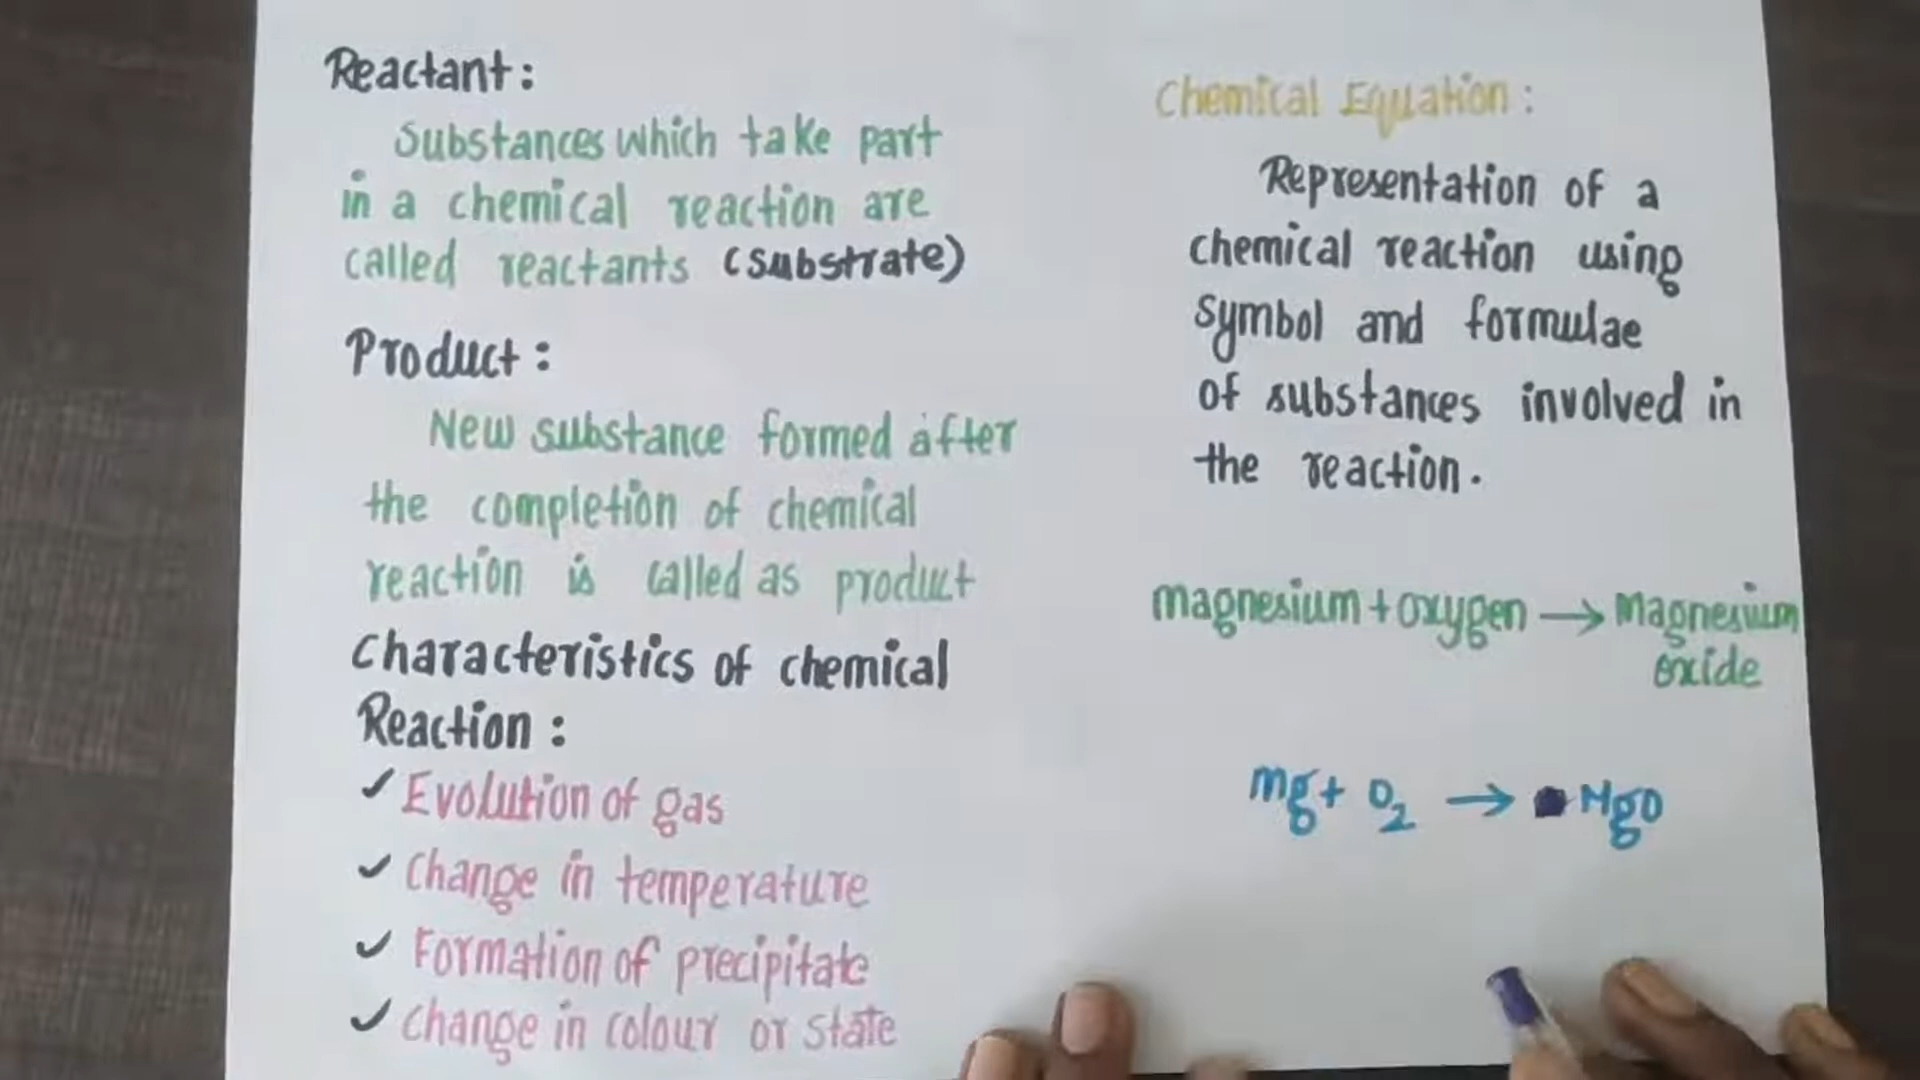 Reactant:
Substances which take part
in a chemical reaction are
called reactants (substrate)
Product:
New substance formed after
the completion of chemical
reaction is called as product
Characteristics of chemical
Reaction:
✓ Evolution of gas
✓ Change in temperature
✓ Formation of precipitate
✓ Change in colour or state
Chemical Equation:
Representation of a
chemical reaction using
symbol and formulae
of substances involved in
the reaction.
magnesium + oxygen → Magnesium
oxide
mg + O₂ → MgO